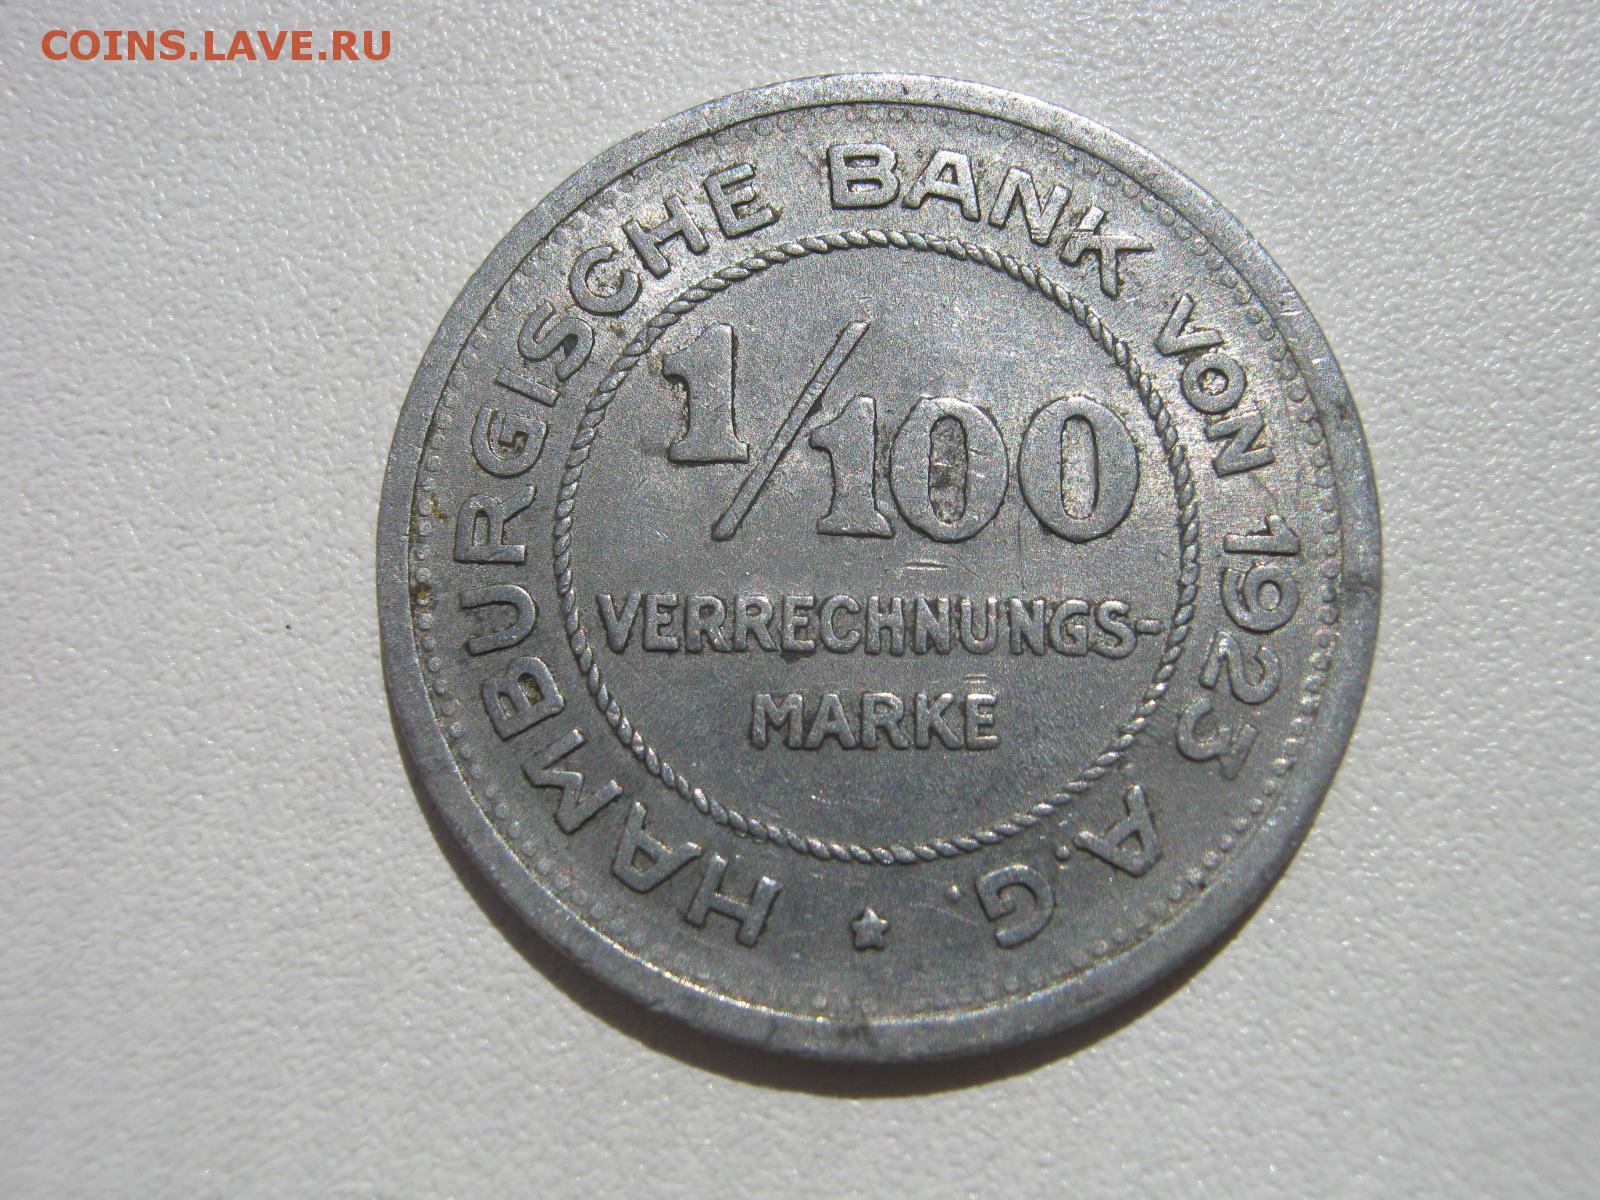 COINS.LAVE.RU
HAMBURGISCHE BANK VON 1923 A.G.
1/100
VERRECHNUNGS-
MARKE